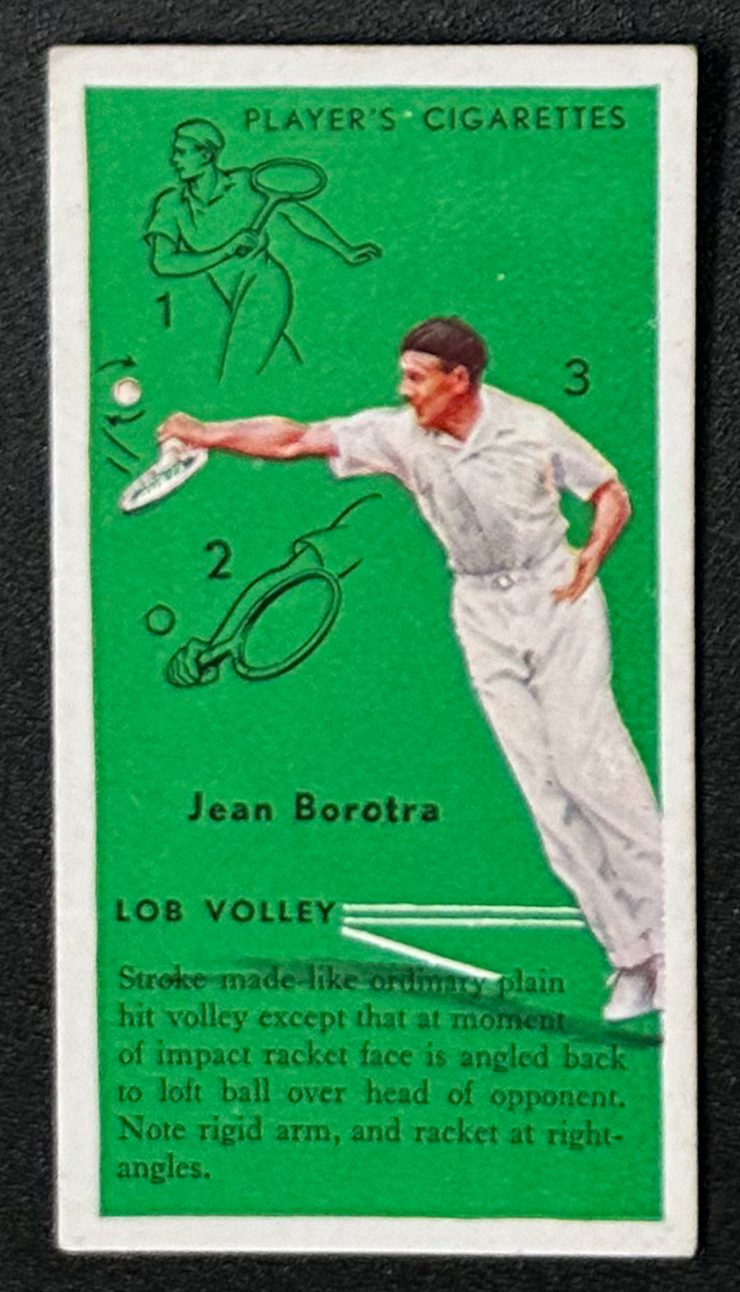 PLAYER'S CIGARETTES
1
3
2
Jean Borotra
LOB VOLLEY
Stroke made like ordinary plain
hit volley except that at moment
of impact racket face is angled back
to loft ball over head of opponent.
Note rigid arm, and racket at right-
angles.